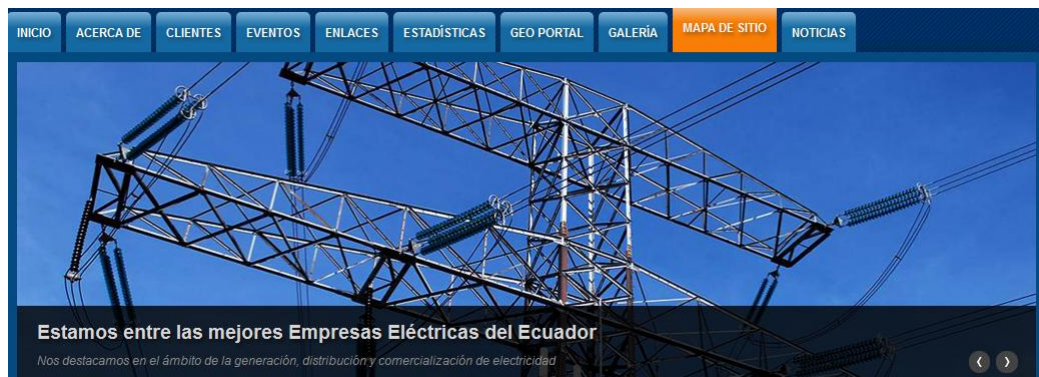 INICIO ACERCA DE CLIENTES EVENTOS ENLACES ESTADÍSTICAS GEO PORTAL GALERÍA MAPA DE SITIO NOTICIAS
Estamos entre las mejores Empresas Eléctricas del Ecuador
Nos destacamos en el ámbito de la generación, distribución y comercialización de electricidad